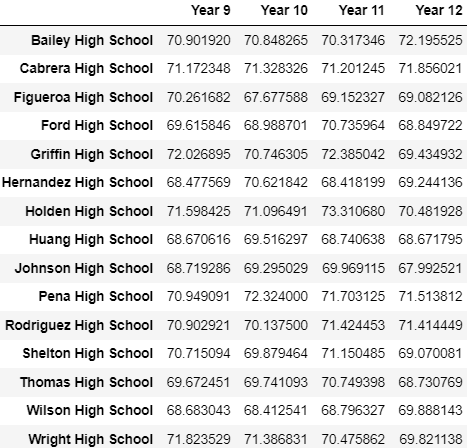 Year 9 Year 10 Year 11 Year 12
Bailey High School 70.901920 70.848265 70.317346 72.195525
Cabrera High School 71.172348 71.328326 71.201245 71.856021
Figueroa High School 70.261682 67.677588 69.152327 69.082126
Ford High School 69.615846 68.988701 70.735964 68.849722
Griffin High School 72.026895 70.746305 72.385042 69.434932
Hernandez High School 68.477569 70.621842 68.418199 69.244136
Holden High School 71.598425 71.096491 73.310680 70.481928
Huang High School 68.670616 69.516297 68.740638 68.671795
Johnson High School 68.719286 69.295029 69.969115 67.992521
Pena High School 70.949091 72.324000 71.703125 71.513812
Rodriguez High School 70.902921 70.137500 71.424453 71.414449
Shelton High School 70.715094 69.879464 71.150485 69.070081
Thomas High School 69.672451 69.741093 70.749398 68.730769
Wilson High School 68.683043 68.412541 68.796327 69.888143
Wright High School 71.823529 71.386831 70.475862 69.821138